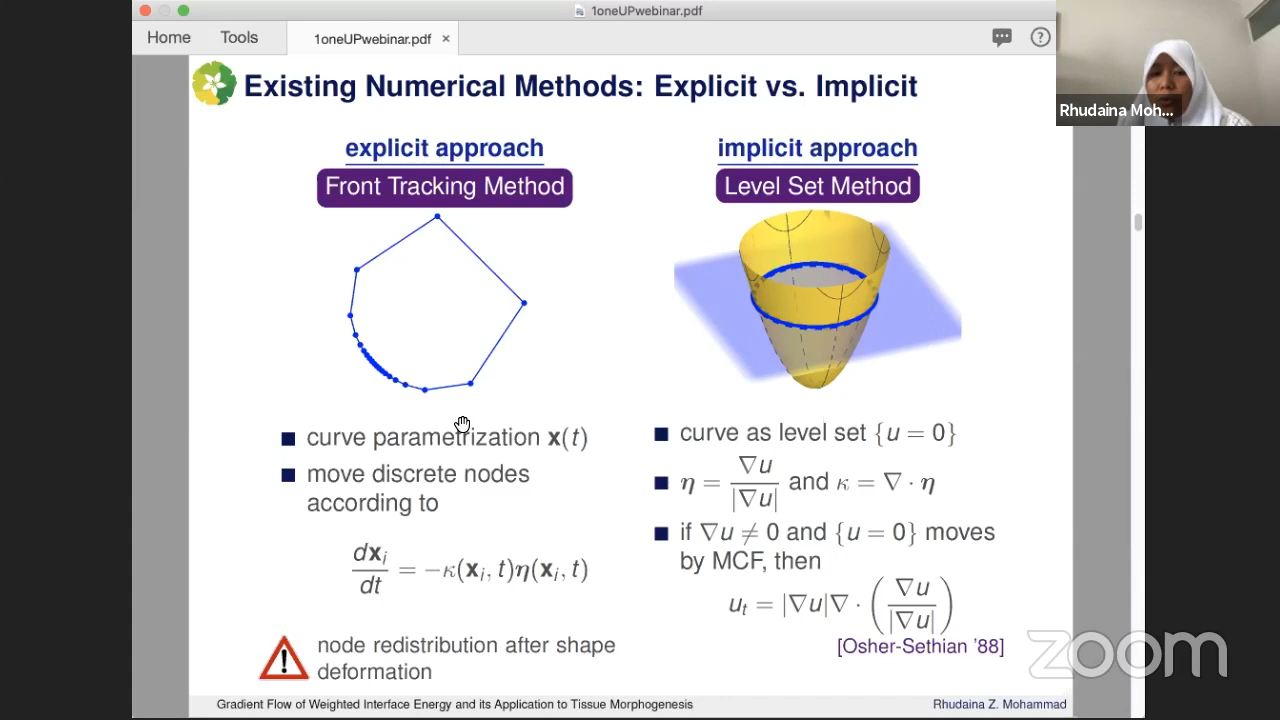 1oneUPwebinar.pdf
Home Tools 1oneUPwebinar.pdf ×
Existing Numerical Methods: Explicit vs. Implicit
Rhudaina Moh...
explicit approach
Front Tracking Method
curve parametrization x(t)
move discrete nodes
according to
dx_i/dt = −κ(x_i, t)η(x_i, t)
node redistribution after shape
deformation
implicit approach
Level Set Method
curve as level set {u = 0}
η = ∇u/|∇u| and κ = ∇ · η
if ∇u ≠ 0 and {u = 0} moves
by MCF, then
u_t = |∇u|∇ · (∇u/|∇u|)
[Osher-Sethian '88]
zoom
Gradient Flow of Weighted Interface Energy and its Application to Tissue Morphogenesis
Rhudaina Z. Mohammad